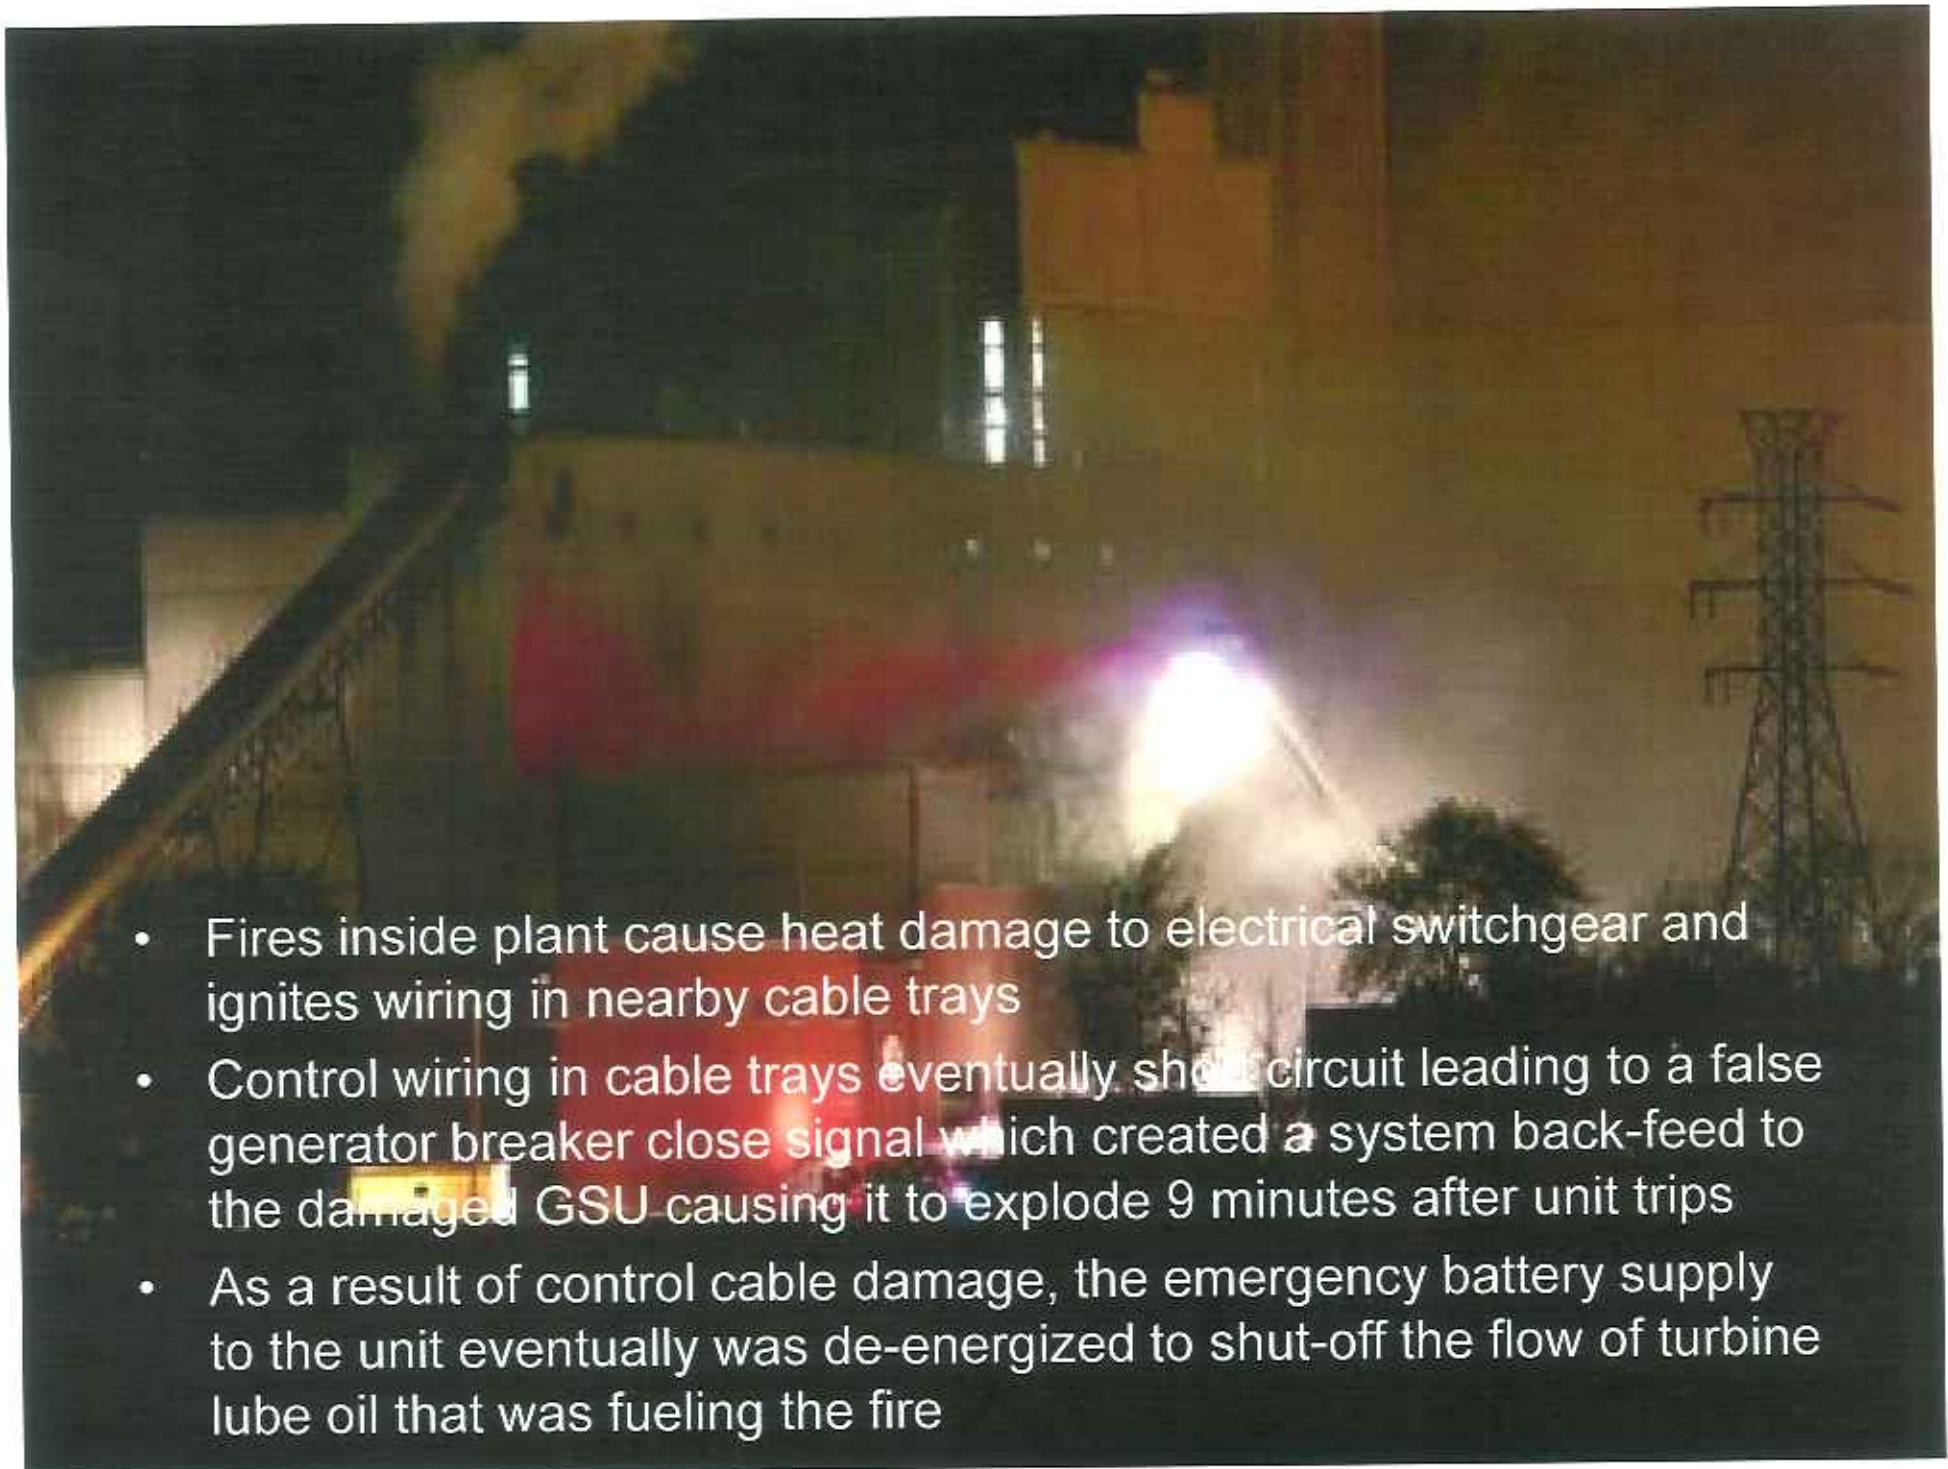 • Fires inside plant cause heat damage to electrical switchgear and
ignites wiring in nearby cable trays
• Control wiring in cable trays eventually short circuit leading to a false
generator breaker close signal which created a system back-feed to
the damaged GSU causing it to explode 9 minutes after unit trips
• As a result of control cable damage, the emergency battery supply
to the unit eventually was de-energized to shut-off the flow of turbine
lube oil that was fueling the fire